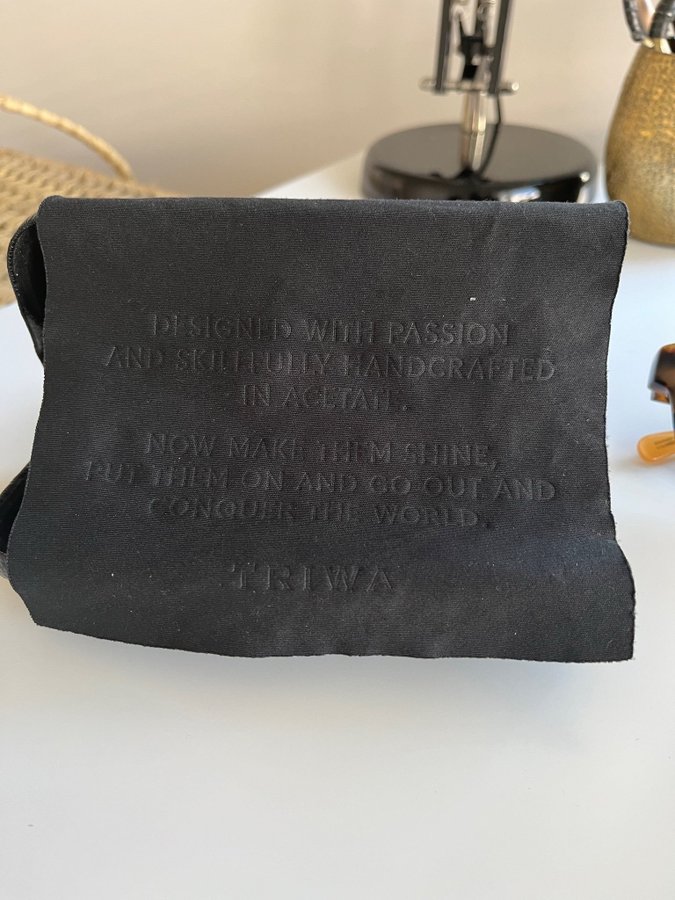 DESIGNED WITH PASSION
AND SKILLFULLY HANDCRAFTED
IN ACETATE.
NOW MAKE THEM SHINE,
PUT THEM ON AND GO OUT AND
CONQUER THE WORLD.
TRIWA